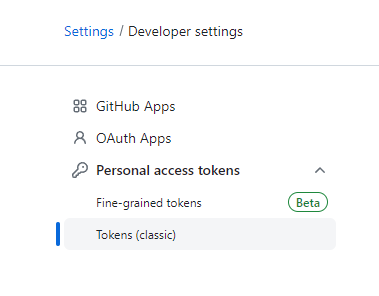 Settings / Developer settings
GitHub Apps
OAuth Apps
Personal access tokens
Fine-grained tokens Beta
Tokens (classic)